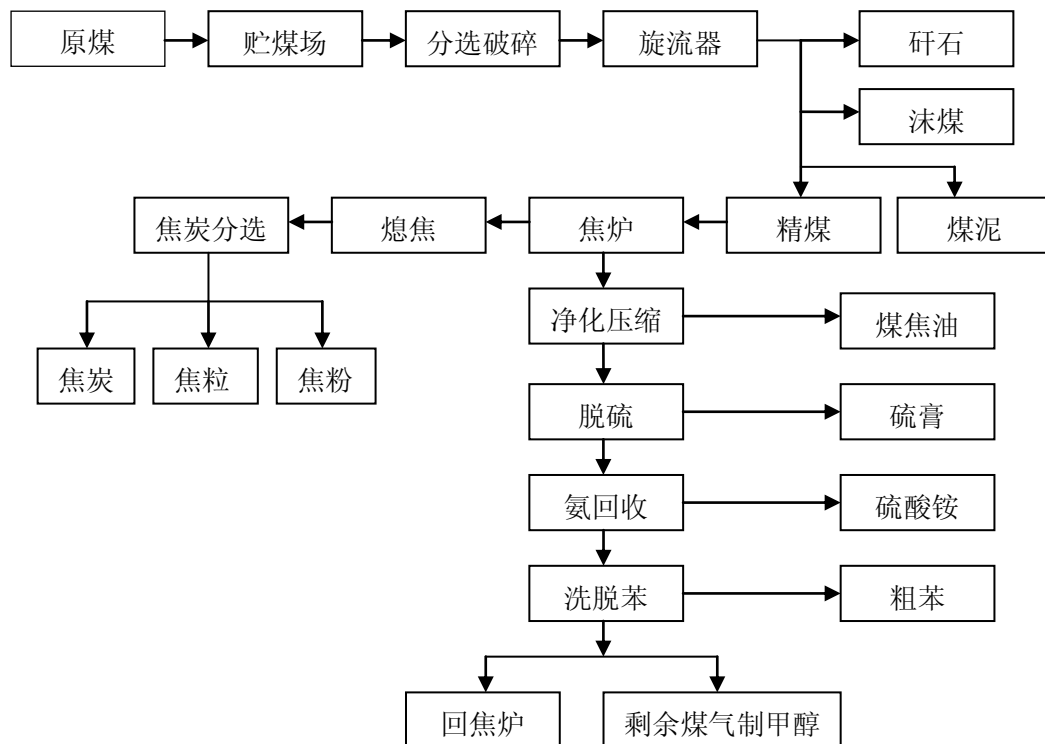 原煤
贮煤场
分选破碎
旋流器
矸石
沫煤
焦炭分选
熄焦
焦炉
精煤
煤泥
净化压缩
煤焦油
焦炭
焦粒
焦粉
脱硫
硫膏
氨回收
硫酸铵
洗脱苯
粗苯
回焦炉
剩余煤气制甲醇